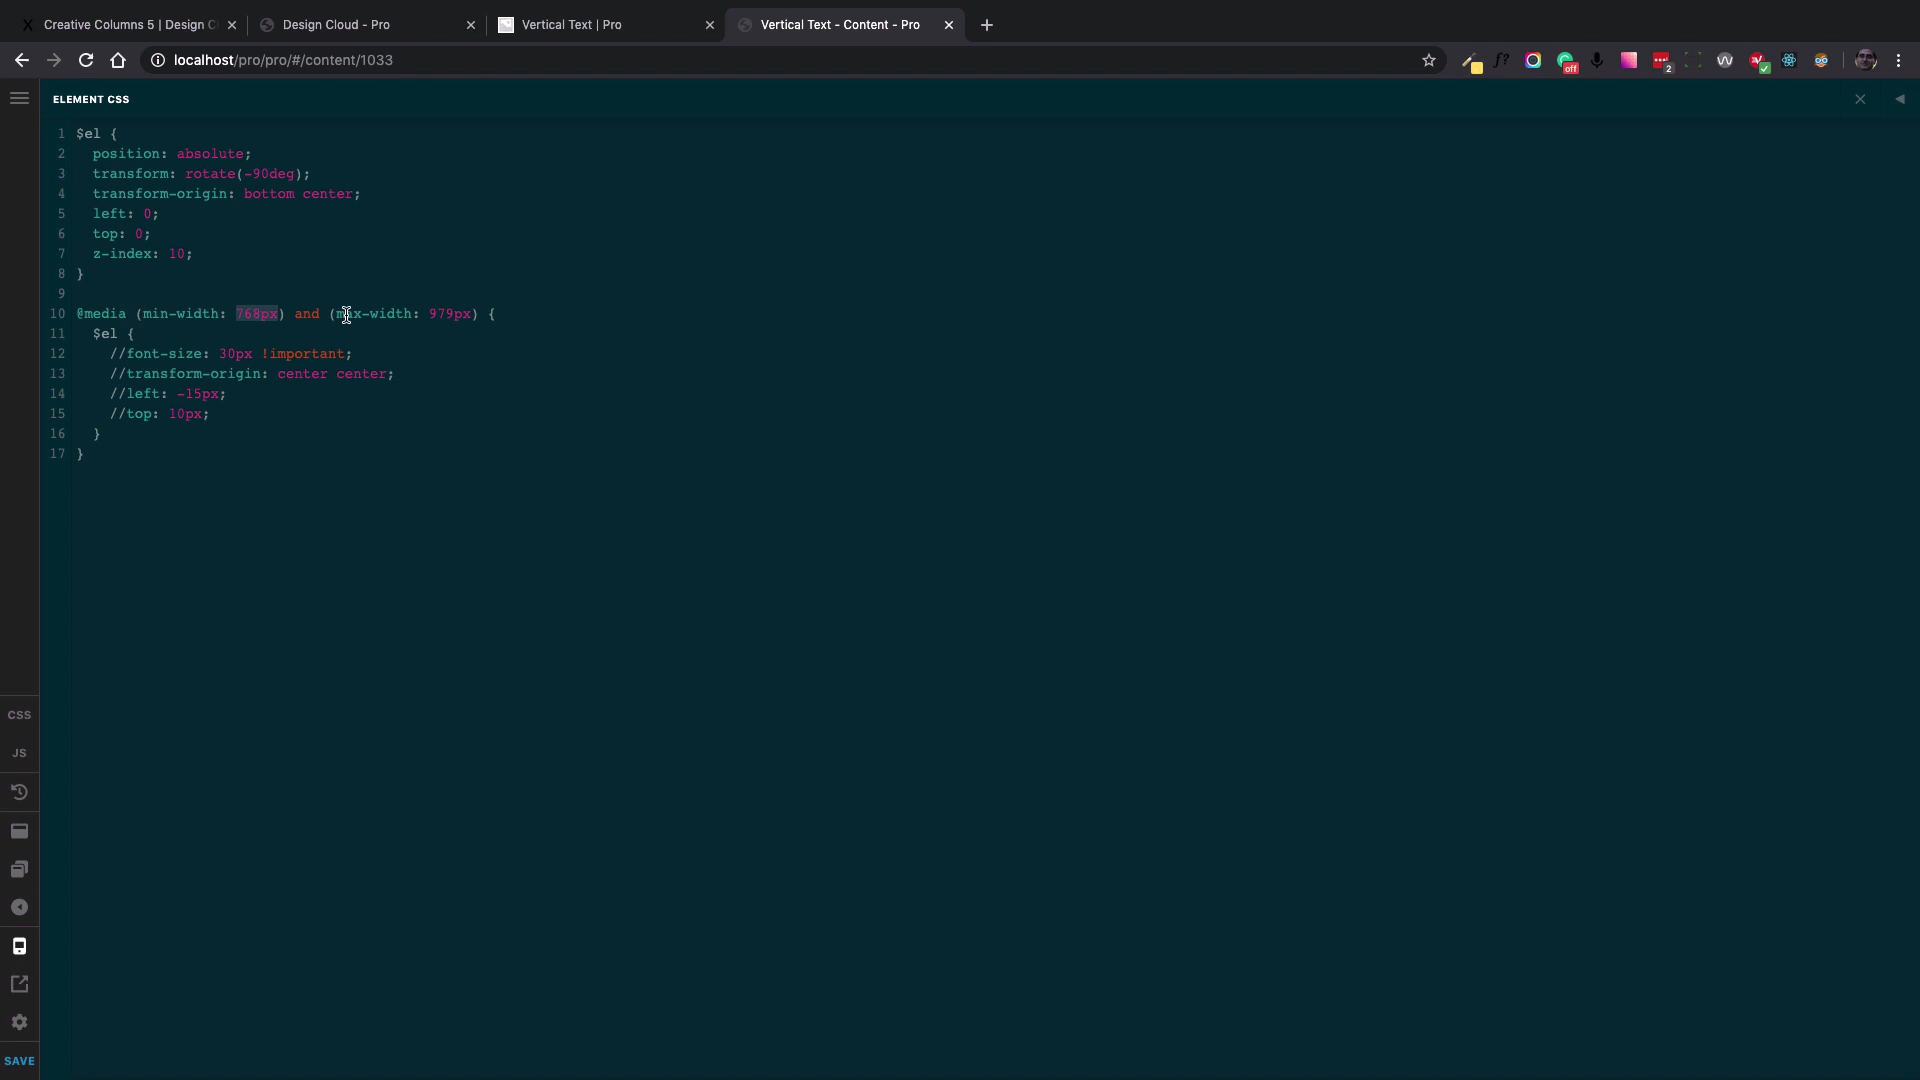 Creative Columns 5 | Design C
Design Cloud - Pro
Vertical Text | Pro
Vertical Text - Content - Pro
localhost/pro/pro/#/content/1033
f?
off
2
ELEMENT CSS
1 $el {
2 position: absolute;
3 transform: rotate(-90deg);
4 transform-origin: bottom center;
5 left: 0;
6 top: 0;
7 z-index: 10;
8 }
9
10 @media (min-width: 768px) and (max-width: 979px) {
11 $el {
12 //font-size: 30px !important;
13 //transform-origin: center center;
14 //left: -15px;
15 //top: 10px;
16 }
17 }
CSS
JS
SAVE